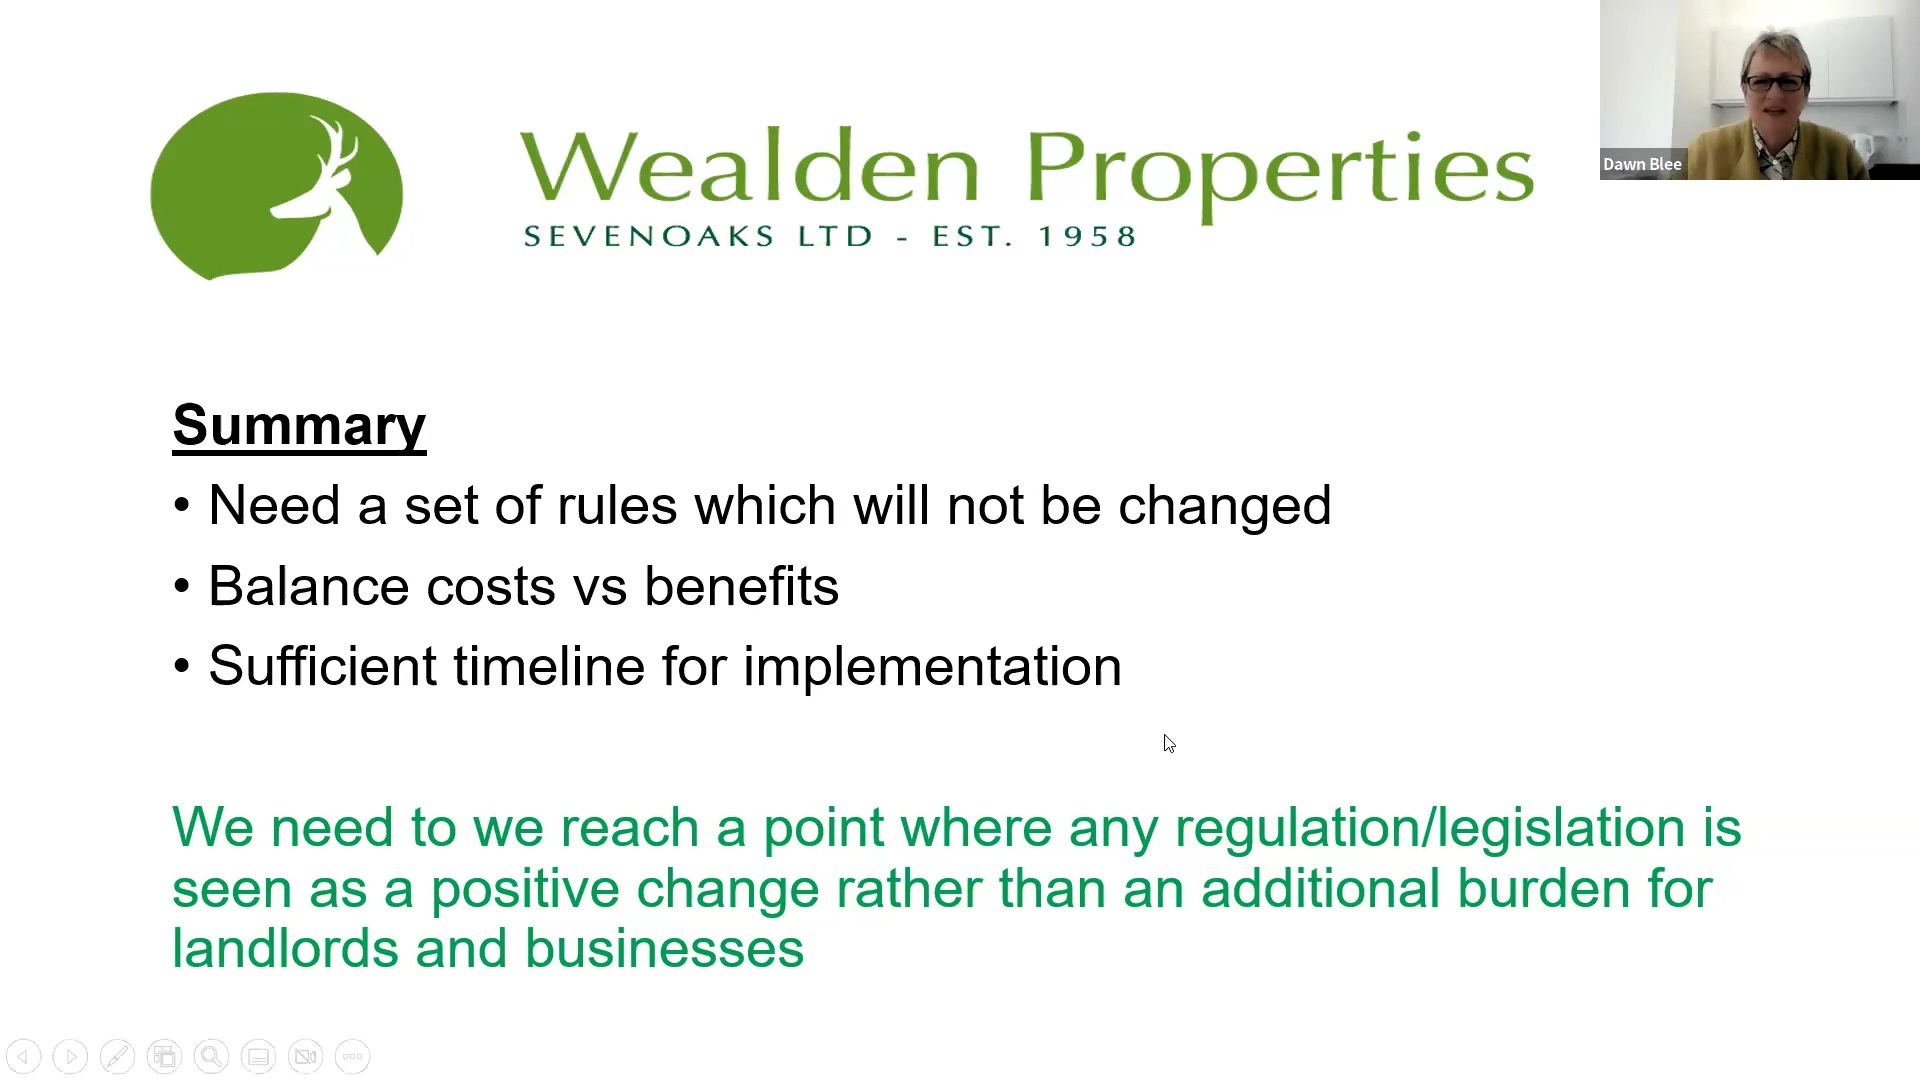 Wealden Properties
SEVENOAKS LTD - EST. 1958
Dawn Blee
Summary
• Need a set of rules which will not be changed
• Balance costs vs benefits
• Sufficient timeline for implementation
We need to we reach a point where any regulation/legislation is
seen as a positive change rather than an additional burden for
landlords and businesses